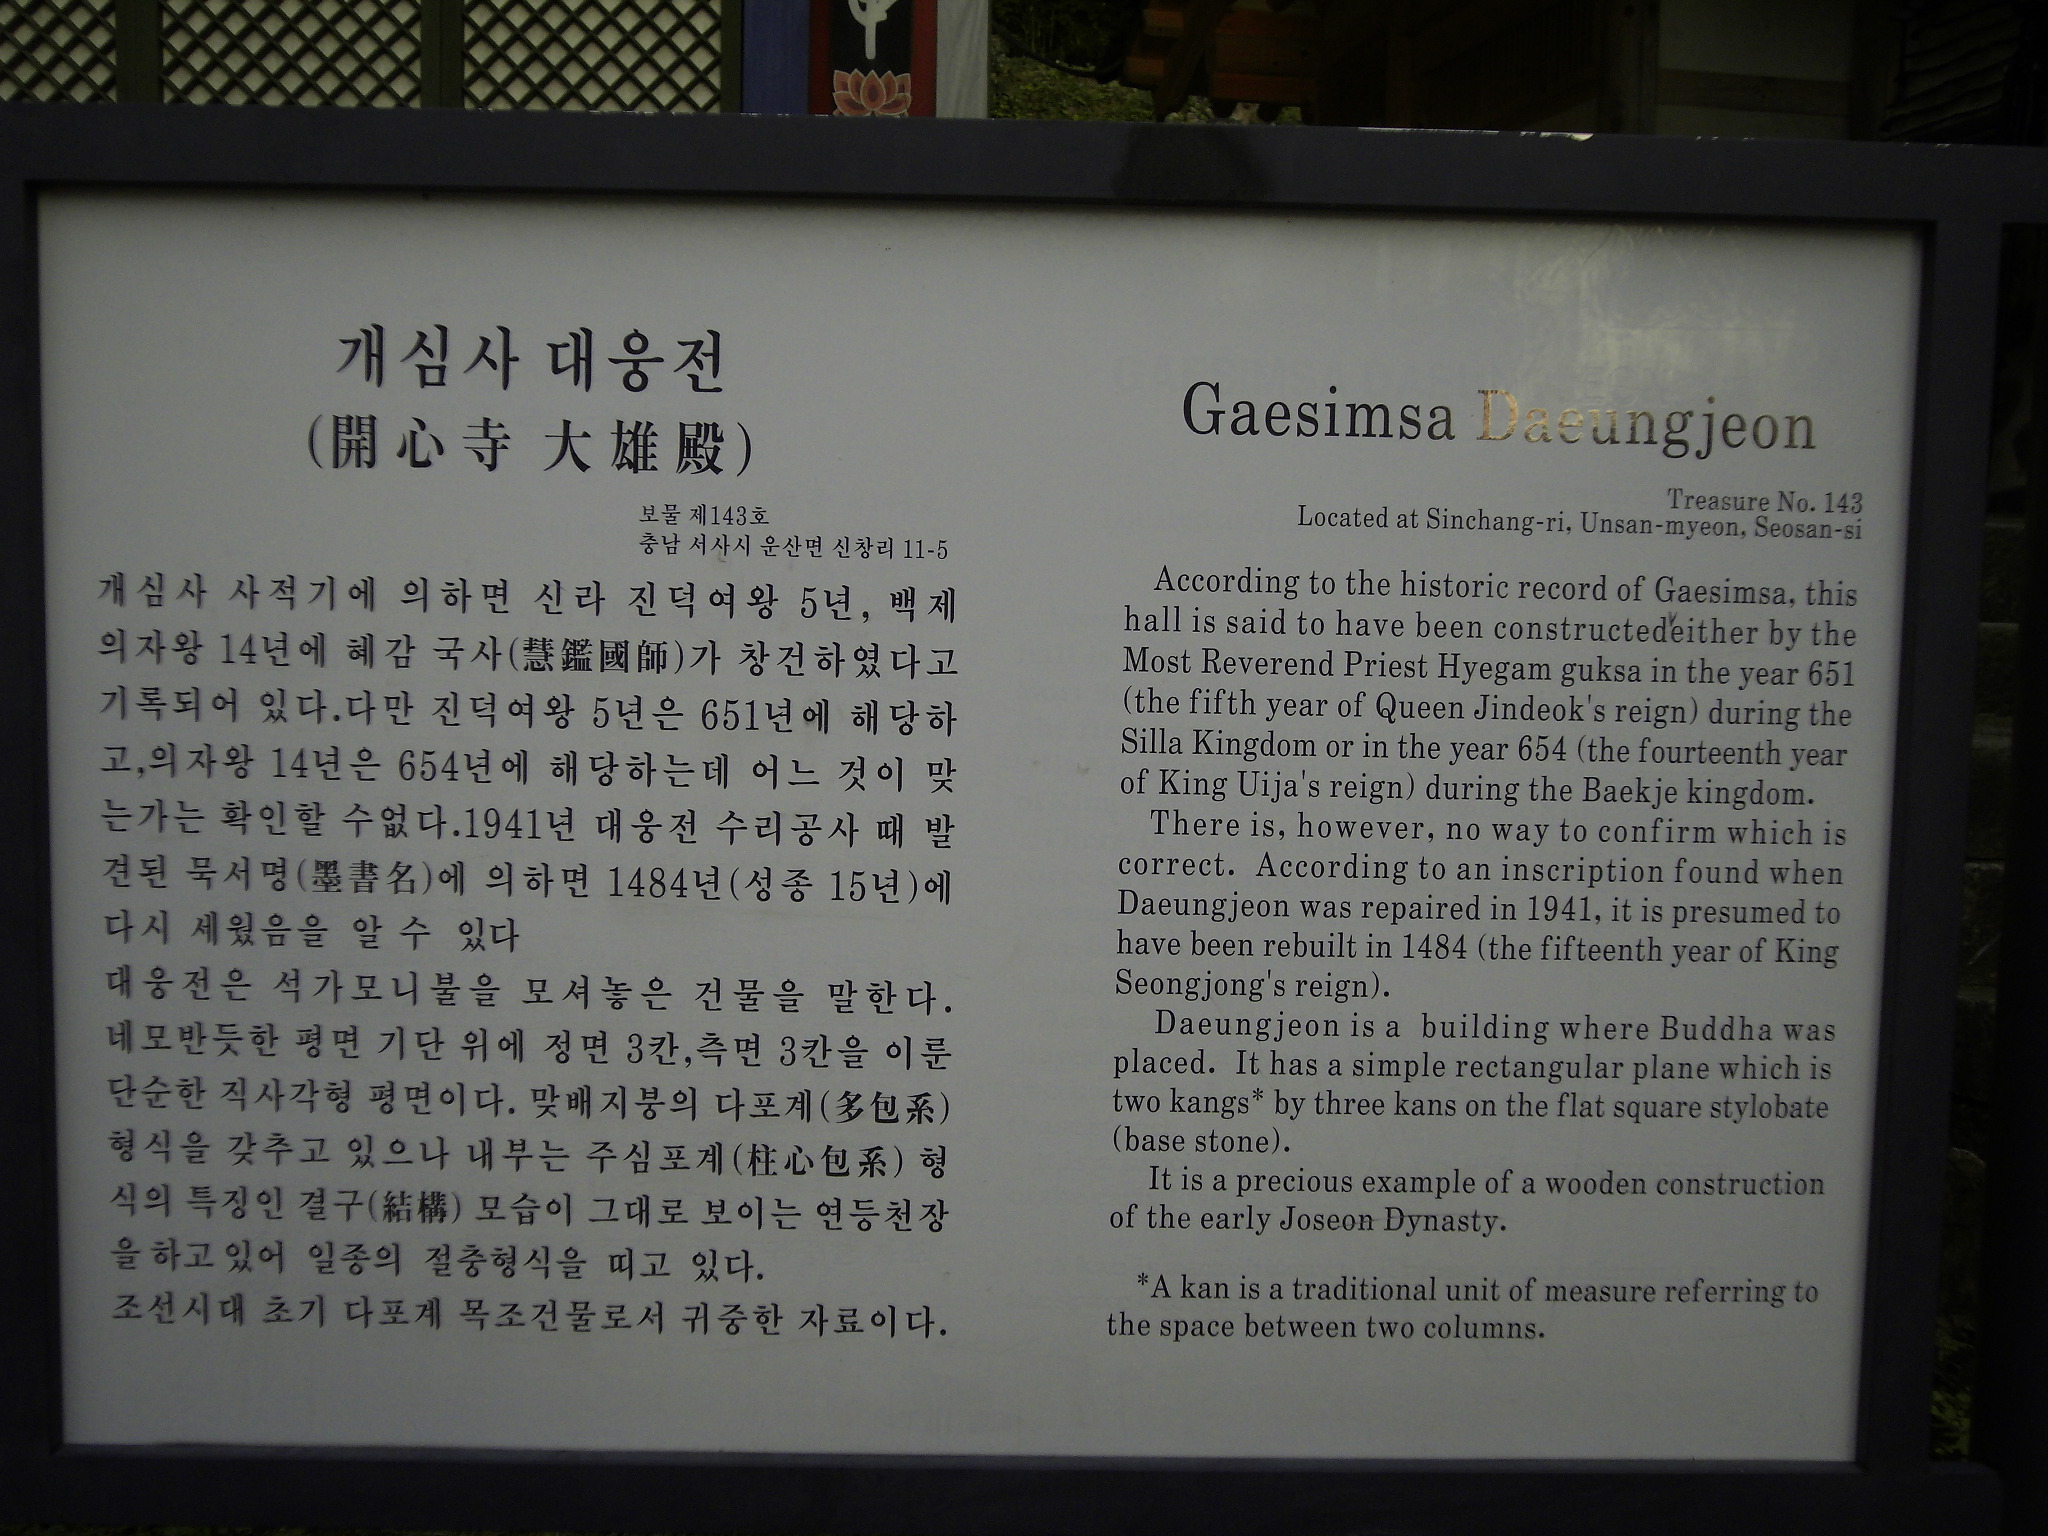 개심사 대웅전
(開心寺 大雄殿)
보물 제143호
충남 서사시 운산면 신창리 11-5
개심사 사적기에 의하면 신라 진덕여왕 5년, 백제
의자왕 14년에 혜감 국사(慧鑑國師)가 창건하였다고
기록되어 있다.다만 진덕여왕 5년은 651년에 해당하
고,의자왕 14년은 654년에 해당하는데 어느 것이 맞
는가는 확인할 수없다.1941년 대웅전 수리공사 때 발
견된 묵서명(墨書名)에 의하면 1484년(성종 15년)에
다시 세웠음을 알 수 있다
대웅전은 석가모니불을 모셔놓은 건물을 말한다.
네모반듯한 평면 기단 위에 정면 3칸,측면 3칸을 이룬
단순한 직사각형 평면이다. 맞배지붕의 다포계(多包系)
형식을 갖추고 있으나 내부는 주심포계(柱心包系) 형
식의 특징인 결구(結構) 모습이 그대로 보이는 연등천장
을하고있어 일종의 절충형식을 띠고 있다.
조선시대 초기 다포계 목조건물로서 귀중한 자료이다.
Gaesimsa Daeungjeon
Treasure No. 143
Located at Sinchang-ri, Unsan-myeon, Seosan-si
According to the historic record of Gaesimsa, this
hall is said to have been constructedeither by the
Most Reverend Priest Hyegam guksa in the year 651
(the fifth year of Queen Jindeok's reign) during the
Silla Kingdom or in the year 654 (the fourteenth year
of King Uija's reign) during the Baekje kingdom.
There is, however, no way to confirm which is
correct. According to an inscription found when
Daeungjeon was repaired in 1941, it is presumed to
have been rebuilt in 1484 (the fifteenth year of King
Seongjong's reign).
Daeungjeon is a building where Buddha was
placed. It has a simple rectangular plane which is
two kangs* by three kans on the flat square stylobate
(base stone).
It is a precious example of a wooden construction
of the early Joseon Dynasty.
*A kan is a traditional unit of measure referring to
the space between two columns.